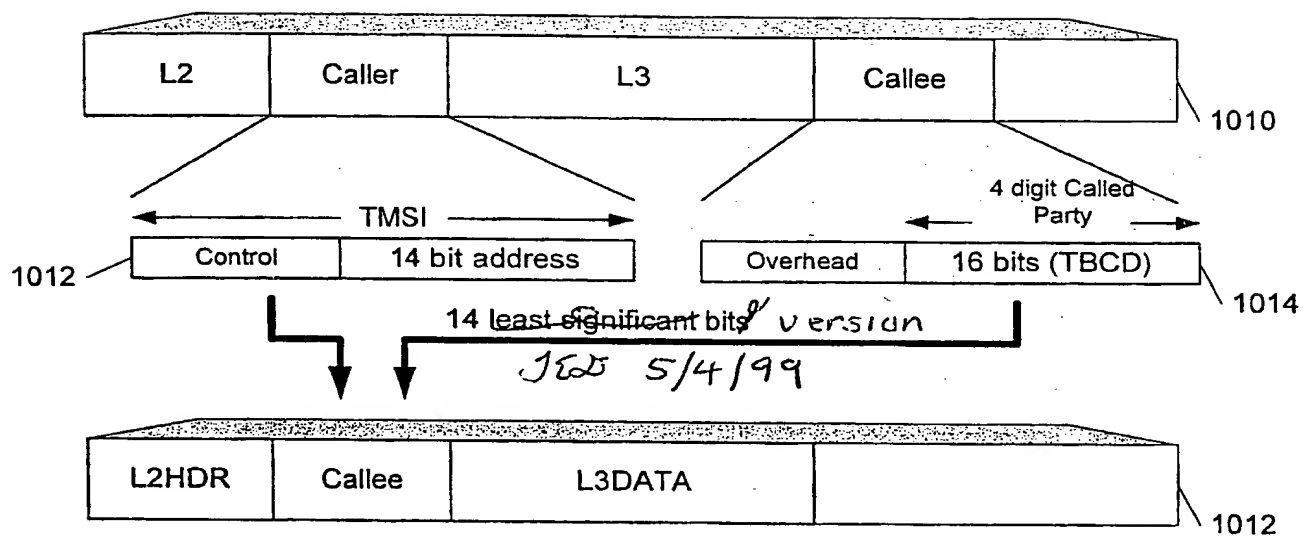 L2 Caller L3 Callee
1010
4 digit Called
Party
TMSI
Control 14 bit address
Overhead 16 bits (TBCD)
1012
1014
14 least significant bits version
JED 5/4/99
L2HDR Callee L3DATA
1012